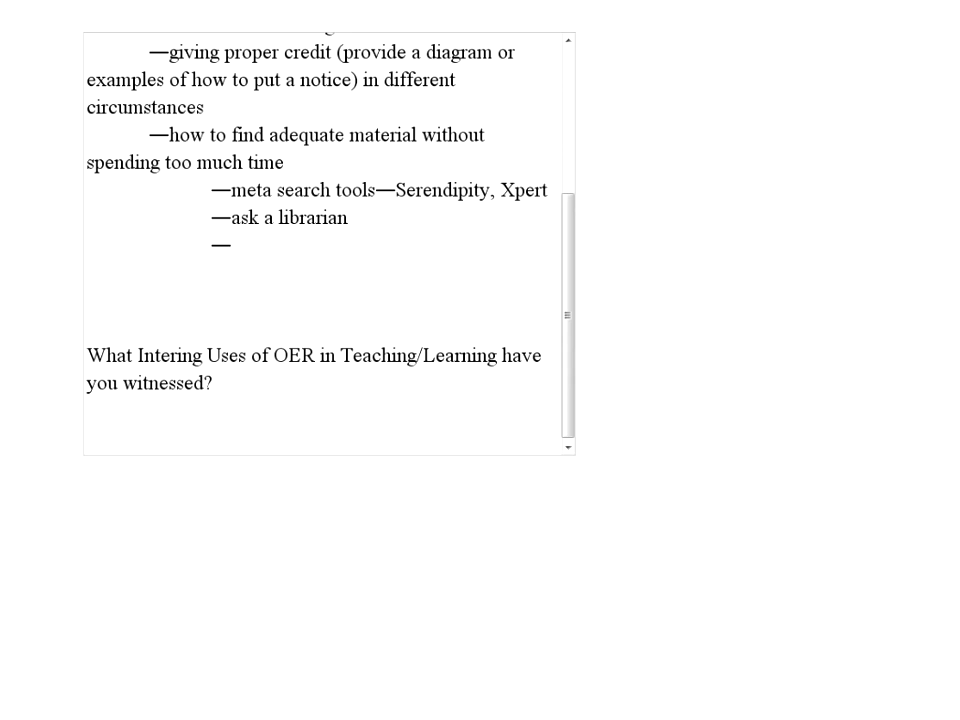 —giving proper credit (provide a diagram or
examples of how to put a notice) in different
circumstances
—how to find adequate material without
spending too much time
—meta search tools—Serendipity, Xpert
—ask a librarian
—
What Intering Uses of OER in Teaching/Learning have
you witnessed?